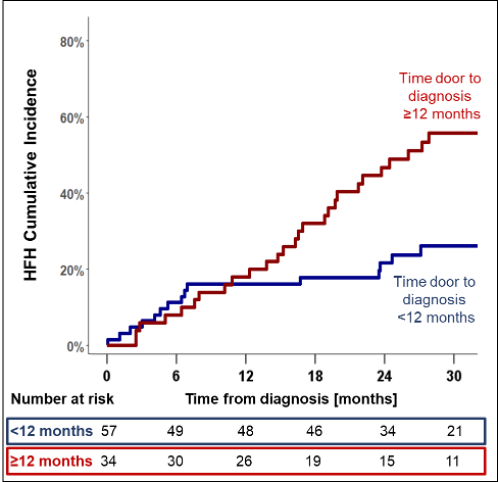 80%
60%
40%
20%
0%
HFH Cumulative Incidence
Time door to
diagnosis
≥12 months
Time door to
diagnosis
<12 months
0 6 12 18 24 30
Number at risk Time from diagnosis [months]
<12 months 57 49 48 46 34 21
≥12 months 34 30 26 19 15 11